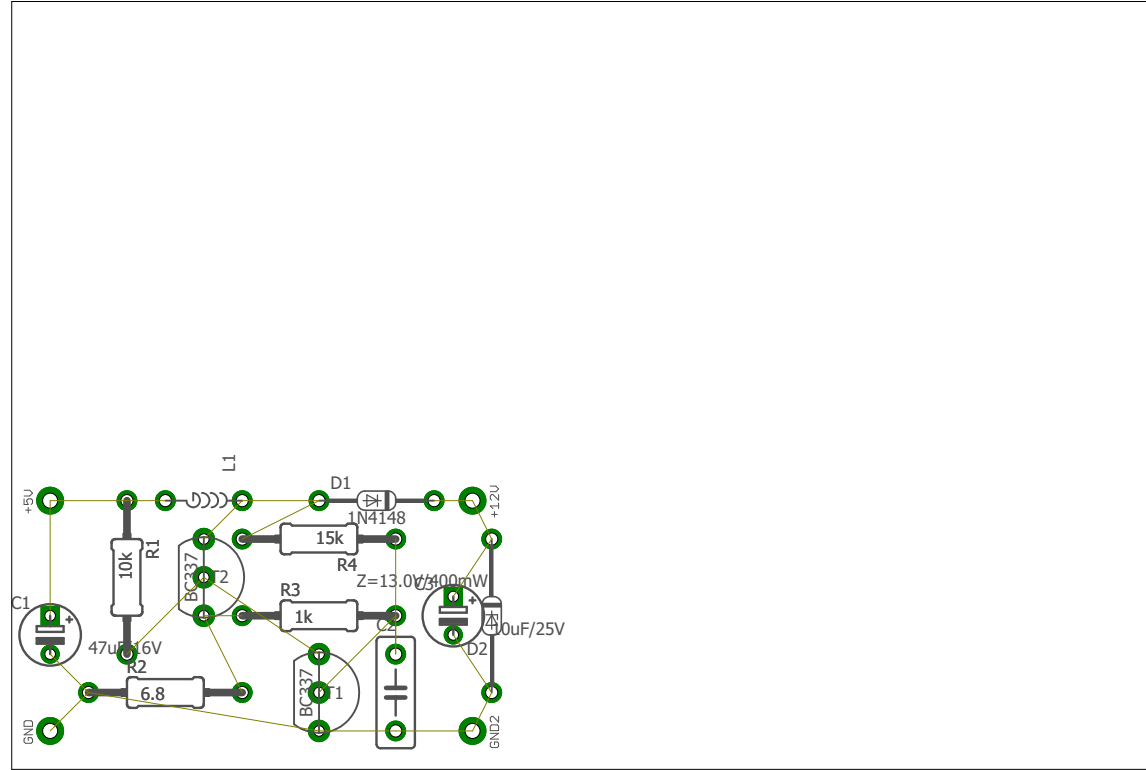 L1
D1
+5V
+12V
1N4148
15k
R1
10k
BC337
T2
R4
R3
Z=13.0V/400mW
C3
C1
1k
C2
10uF/25V
47uF/16V
D2
R2
6.8
BC337
T1
GND
GND2